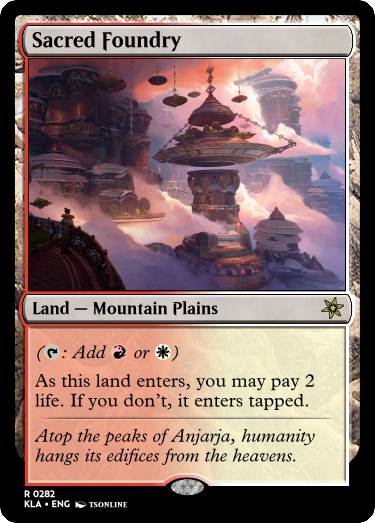 Sacred Foundry
Land — Mountain Plains
(: Add or )
As this land enters, you may pay 2
life. If you don't, it enters tapped.
Atop the peaks of Anjarja, humanity
hangs its edifices from the heavens.
R 0282
KLA • ENG TSONLINE